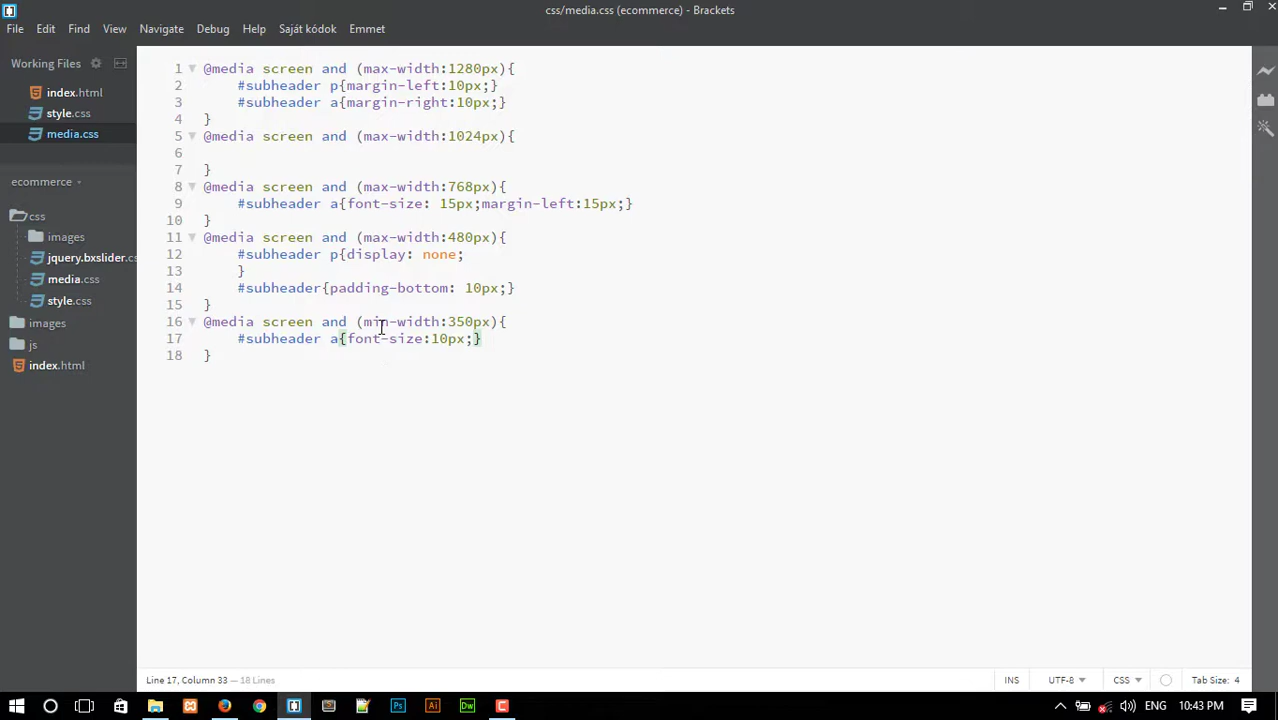 css/media.css (ecommerce) - Brackets
File Edit Find View Navigate Debug Help Saját kódok Emmet
Working Files
index.html
style.css
media.css
ecommerce
css
images
jquery.bxslider.cs
media.css
style.css
images
js
index.html
1 @media screen and (max-width:1280px){
2 #subheader p{margin-left:10px;}
3 #subheader a{margin-right:10px;}
4 }
5 @media screen and (max-width:1024px){
6
7 }
8 @media screen and (max-width:768px){
9 #subheader a{font-size: 15px;margin-left:15px;}
10 }
11 @media screen and (max-width:480px){
12 #subheader p{display: none;
13 }
14 #subheader{padding-bottom: 10px;}
15 }
16 @media screen and (min-width:350px){
17 #subheader a{font-size:10px;}
18 }
Line 17, Column 33 — 18 Lines
INS UTF-8 CSS Tab Size: 4
Ps Ai Dw ENG 10:43 PM